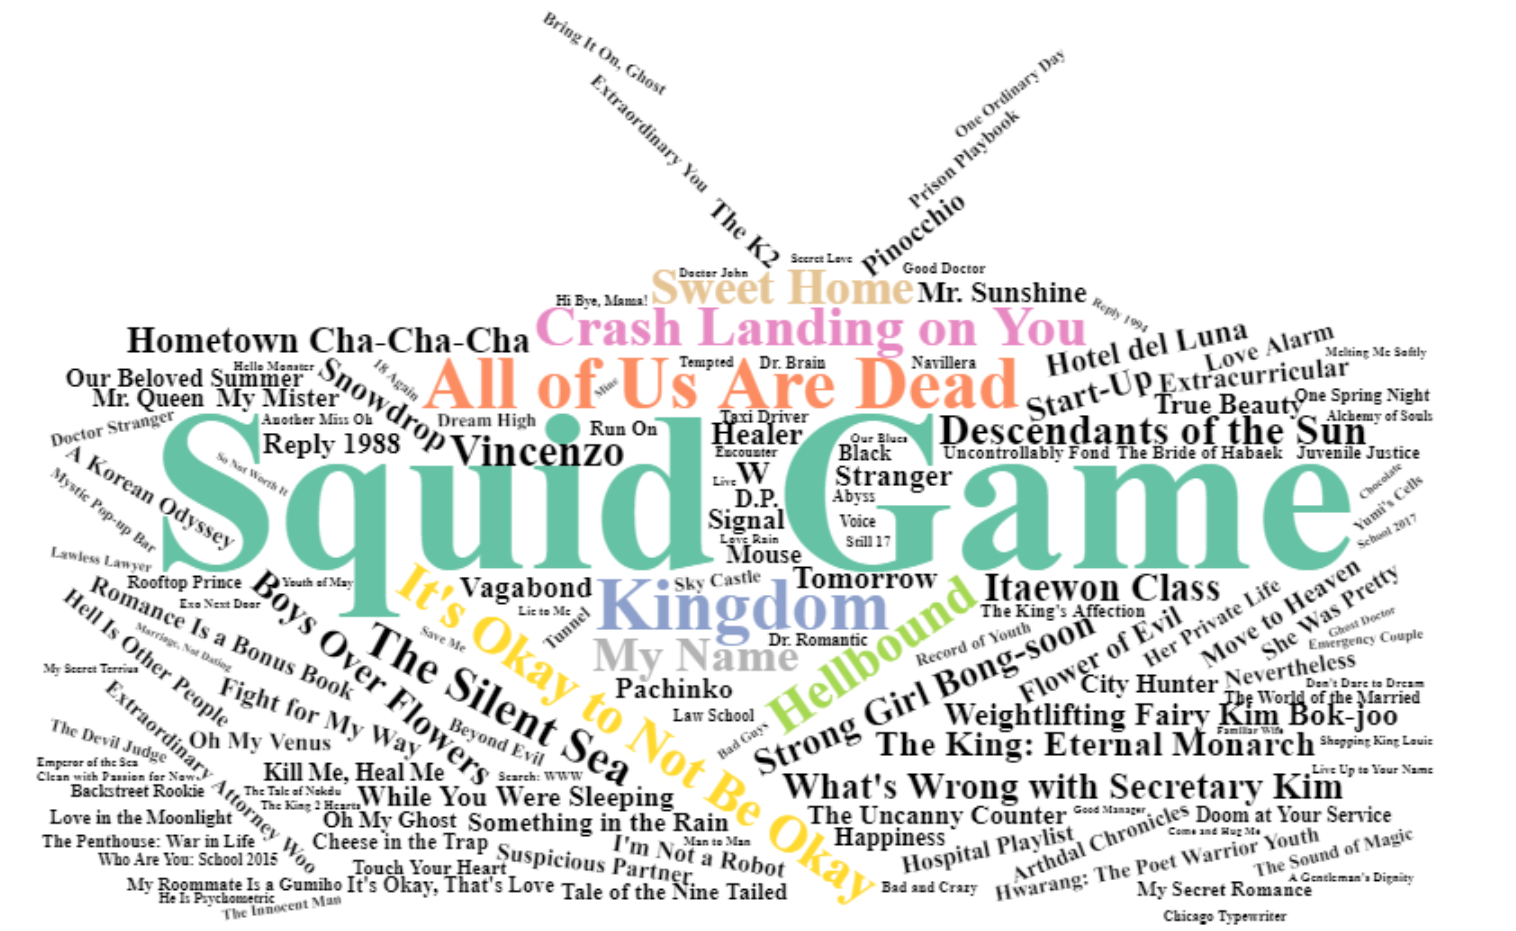 Bring It On, Ghost
One Ordinary Day
Extraordinary You
Prison Playbook
The K2
Pinocchio
Secret Love
Doctor John
Good Doctor
Sweet Home
Mr. Sunshine
Hi Bye, Mama!
Reply 1994
Crash Landing on You
Hometown Cha-Cha-Cha
Hotel del Luna
Love Alarm
Melting Me Softly
Hello Monster
18 Again
Tempted
Dr. Brain
Navillera
Our Beloved Summer
Snowdrop
All of Us Are Dead
Mine
Start-Up
Extracurricular
Mr. Queen
My Mister
True Beauty
One Spring Night
Doctor Stranger
Another Miss Oh
Dream High
Run On
Taxi Driver
Alchemy of Souls
Reply 1988
Vincenzo
Healer
Our Blues
Descendants of the Sun
A Korean Odyssey
So Not Worth It
Encounter
Black
Uncontrollably Fond
The Bride of Habaek
Juvenile Justice
Squid Game
Mystic Pop-up Bar
Live
W
Stranger
Chocolate
D.P.
Abyss
Yumi's Cells
Signal
Voice
School 2017
Love Rain
Still 17
Lawless Lawyer
Mouse
Rooftop Prince
Youth of May
Vagabond
Sky Castle
Tomorrow
Itaewon Class
Move to Heaven
She Was Pretty
Romance Is a Bonus Book
Exo Next Door
Boys Over Flowers
It's Okay to Not Be Okay
Lie to Me
Kingdom
Hellbound
The King's Affection
Her Private Life
Hell Is Other People
Marriage, Not Dating
Save Me
Tunnel
Dr. Romantic
Record of Youth
Strong Girl Bong-soon
Flower of Evil
Ghost Doctor
Emergency Couple
The Silent Sea
My Name
Nevertheless
My Secret Terrius
Fight for My Way
Pachinko
City Hunter
Don't Dare to Dream
The World of the Married
Extraordinary Attorney Woo
Law School
Weightlifting Fairy Kim Bok-joo
The Devil Judge
Oh My Venus
Beyond Evil
Bad Guys
The King: Eternal Monarch
Familiar Wife
Shopping King Louie
Emperor of the Sea
Kill Me, Heal Me
Search: WWW
Live Up to Your Name
Clean with Passion for Now
Backstreet Rookie
The Tale of Nokdu
What's Wrong with Secretary Kim
The King 2 Hearts
While You Were Sleeping
Love in the Moonlight
Oh My Ghost
Something in the Rain
The Uncanny Counter
Good Manager
Arthdal Chronicles
Doom at Your Service
The Penthouse: War in Life
Cheese in the Trap
Man to Man
Happiness
Come and Hug Me
Who Are You: School 2015
Suspicious Partner
I'm Not a Robot
Hospital Playlist
Hwarang: The Poet Warrior Youth
The Sound of Magic
Touch Your Heart
My Roommate Is a Gumiho
It's Okay, That's Love
Tale of the Nine Tailed
Bad and Crazy
A Gentleman's Dignity
My Secret Romance
He Is Psychometric
The Innocent Man
Chicago Typewriter